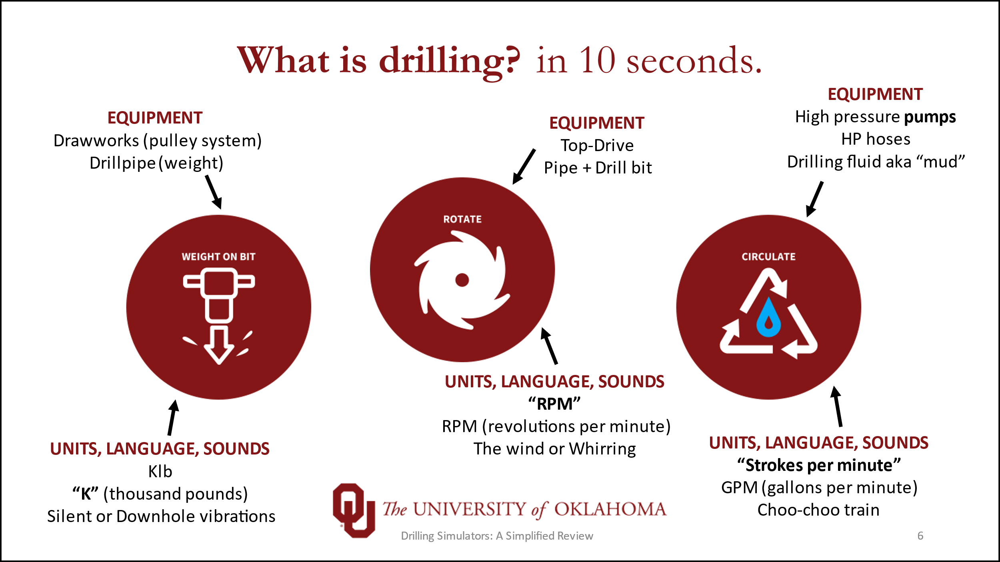 What is drilling? in 10 seconds.
EQUIPMENT
Drawworks (pulley system)
Drillpipe (weight)
WEIGHT ON BIT
UNITS, LANGUAGE, SOUNDS
Klb
“K” (thousand pounds)
Silent or Downhole vibrations
EQUIPMENT
Top-Drive
Pipe + Drill bit
ROTATE
UNITS, LANGUAGE, SOUNDS
“RPM”
RPM (revolutions per minute)
The wind or Whirring
EQUIPMENT
High pressure pumps
HP hoses
Drilling fluid aka “mud”
CIRCULATE
UNITS, LANGUAGE, SOUNDS
“Strokes per minute”
GPM (gallons per minute)
Choo-choo train
OU The UNIVERSITY of OKLAHOMA
Drilling Simulators: A Simplified Review
6